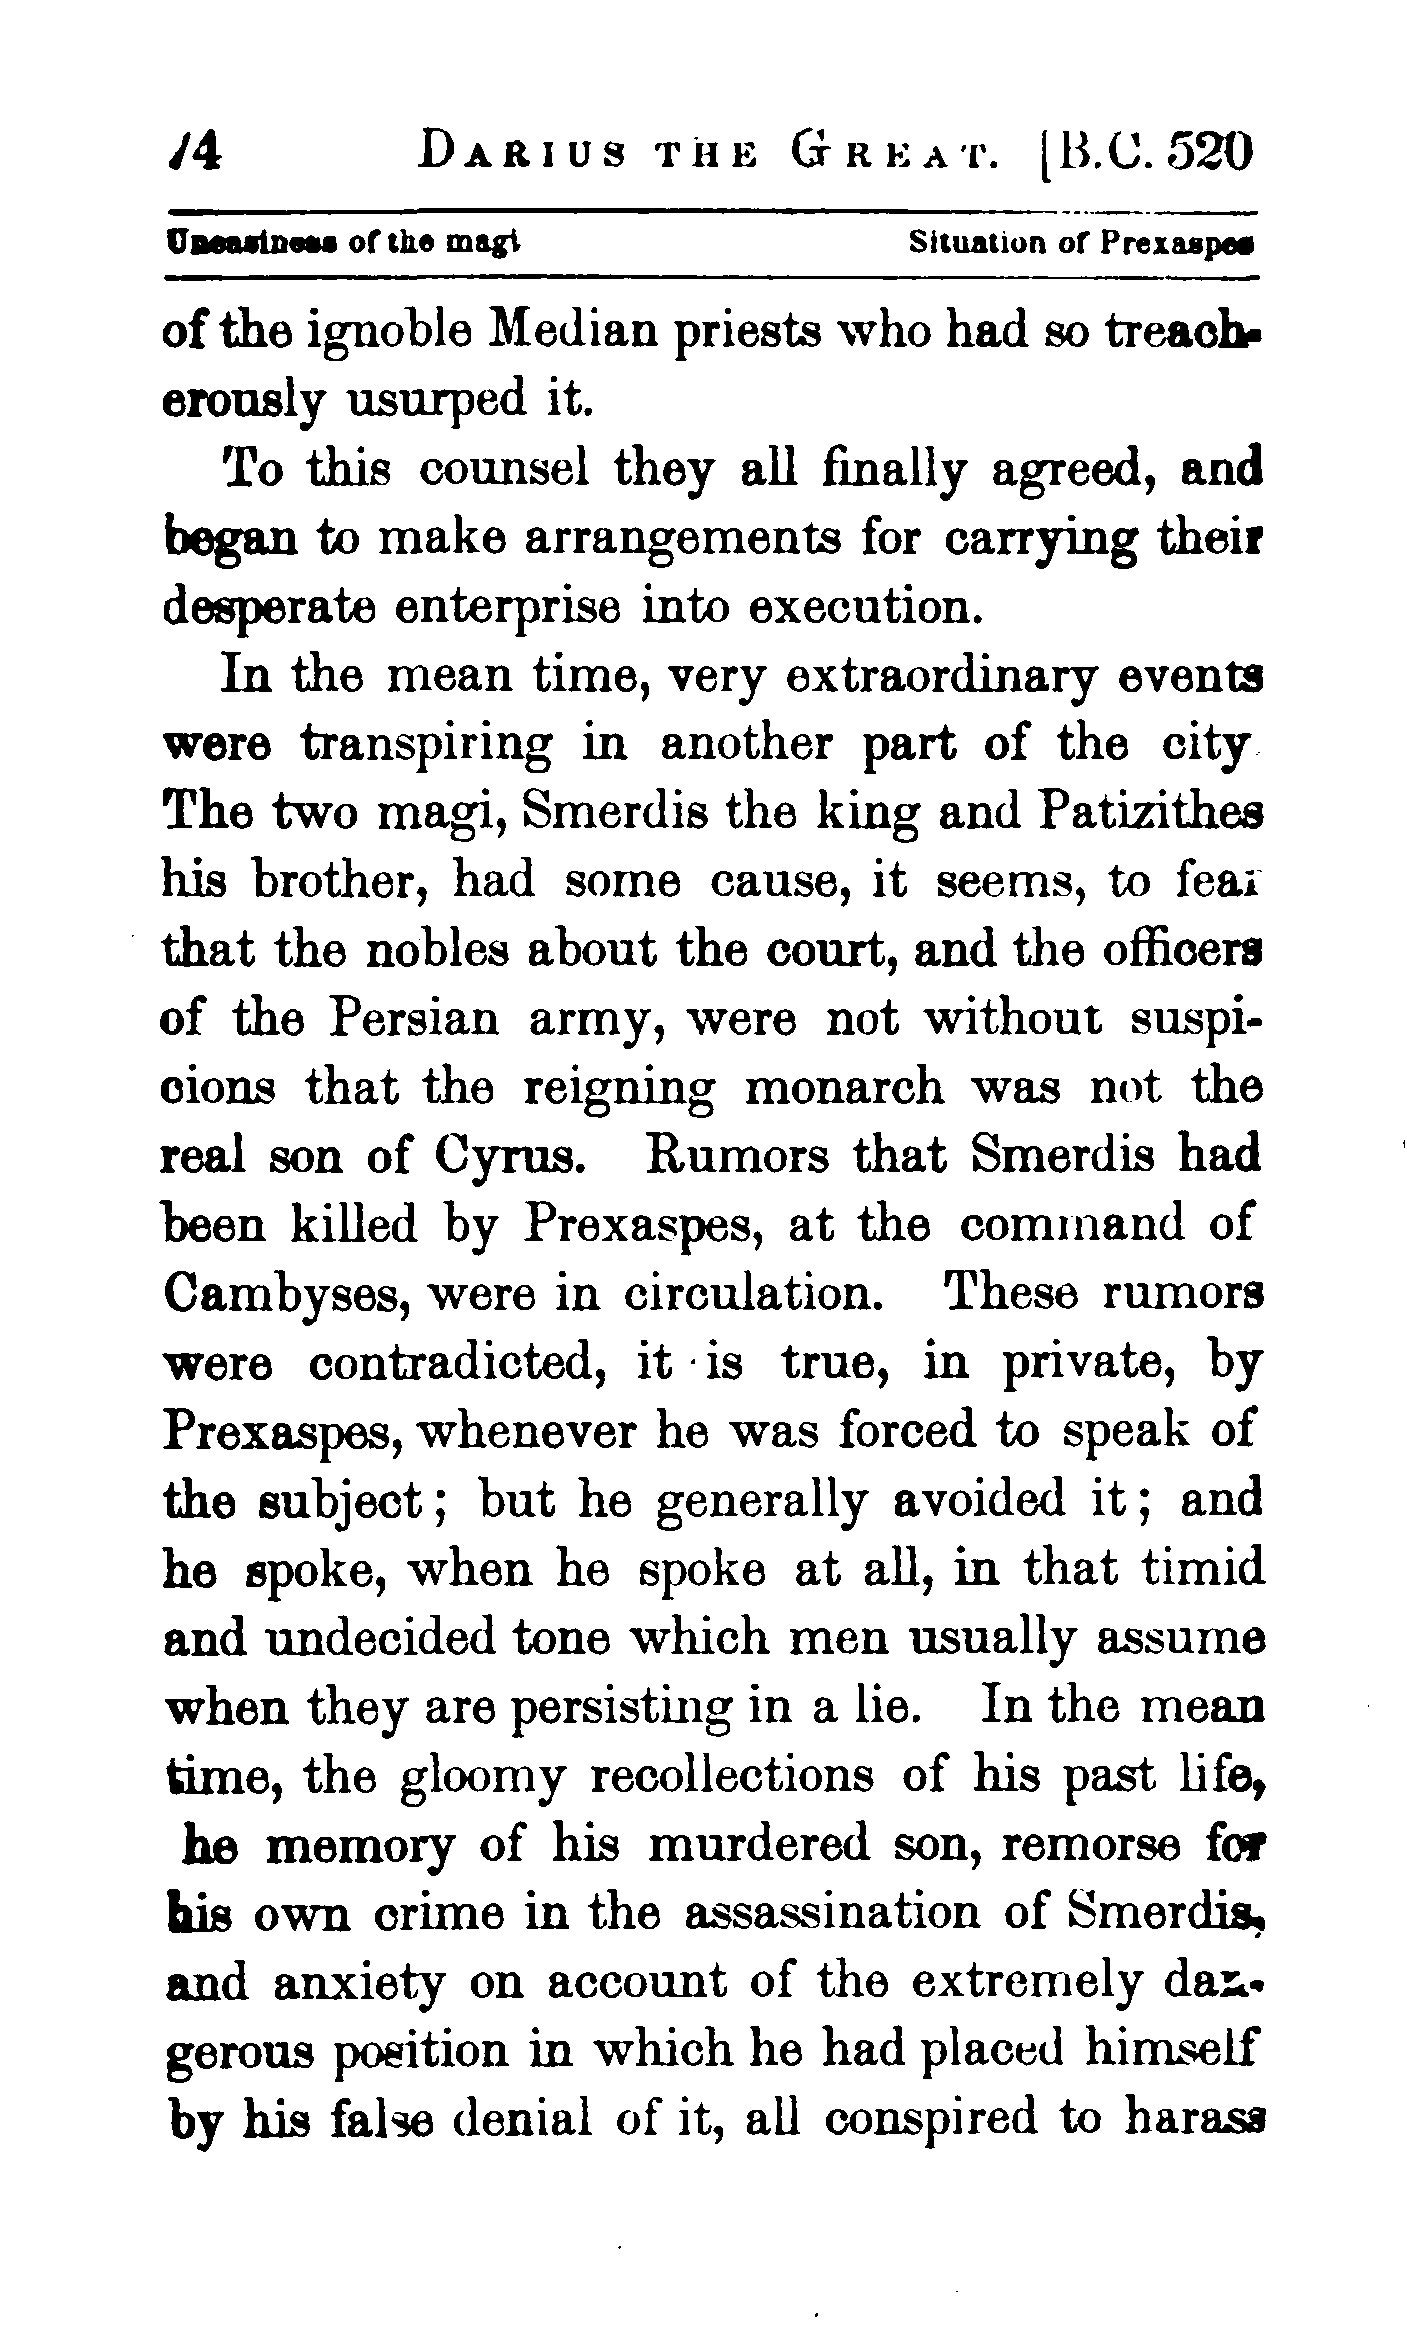 74 DARIUS THE GREAT. [B.C. 520
Uneasiness of the magi Situation of Prexaspes
of the ignoble Median priests who had so treach-
erously usurped it.
To this counsel they all finally agreed, and
began to make arrangements for carrying their
desperate enterprise into execution.
In the mean time, very extraordinary events
were transpiring in another part of the city
The two magi, Smerdis the king and Patizithes
his brother, had some cause, it seems, to fear
that the nobles about the court, and the officers
of the Persian army, were not without suspi-
cions that the reigning monarch was not the
real son of Cyrus. Rumors that Smerdis had
been killed by Prexaspes, at the command of
Cambyses, were in circulation. These rumors
were contradicted, it is true, in private, by
Prexaspes, whenever he was forced to speak of
the subject; but he generally avoided it; and
he spoke, when he spoke at all, in that timid
and undecided tone which men usually assume
when they are persisting in a lie. In the mean
time, the gloomy recollections of his past life,
he memory of his murdered son, remorse for
his own crime in the assassination of Smerdis,
and anxiety on account of the extremely dan-
gerous position in which he had placed himself
by his false denial of it, all conspired to harass